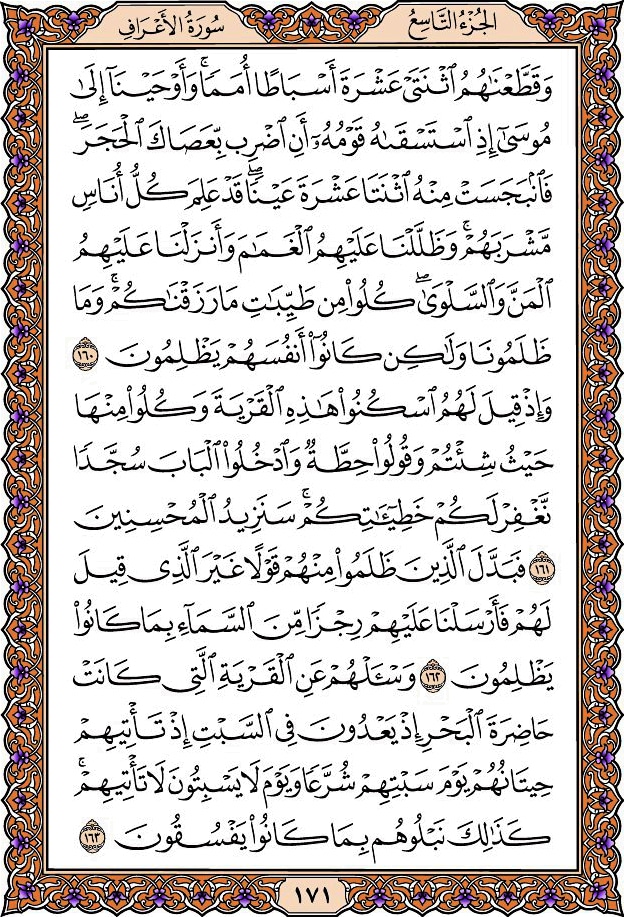 الجُزْءُ التَّاسِعُ
سُورَةُ الأَعْرَافِ
وَقَطَّعْنَٰهُمُ ٱثْنَتَىْ عَشْرَةَ أَسْبَاطًا أُمَمًا ۚ وَأَوْحَيْنَآ إِلَىٰ
مُوسَىٰٓ إِذِ ٱسْتَسْقَىٰهُ قَوْمُهُۥٓ أَنِ ٱضْرِب بِّعَصَاكَ ٱلْحَجَرَ ۖ
فَٱنۢبَجَسَتْ مِنْهُ ٱثْنَتَا عَشْرَةَ عَيْنًا ۖ قَدْ عَلِمَ كُلُّ أُنَاسٍ
مَّشْرَبَهُمْ ۚ وَظَلَّلْنَا عَلَيْهِمُ ٱلْغَمَٰمَ وَأَنزَلْنَا عَلَيْهِمُ
ٱلْمَنَّ وَٱلسَّلْوَىٰ ۖ كُلُوا۟ مِن طَيِّبَٰتِ مَا رَزَقْنَٰكُمْ ۚ وَمَا
ظَلَمُونَا وَلَٰكِن كَانُوٓا۟ أَنفُسَهُمْ يَظْلِمُونَ ١٦٠
وَإِذْ قِيلَ لَهُمُ ٱسْكُنُوا۟ هَٰذِهِ ٱلْقَرْيَةَ وَكُلُوا۟ مِنْهَا
حَيْثُ شِئْتُمْ وَقُولُوا۟ حِطَّةٌ وَٱدْخُلُوا۟ ٱلْبَابَ سُجَّدًا
نَّغْفِرْ لَكُمْ خَطِيٓـَٰٔتِكُمْ ۚ سَنَزِيدُ ٱلْمُحْسِنِينَ
١٦١ فَبَدَّلَ ٱلَّذِينَ ظَلَمُوا۟ مِنْهُمْ قَوْلًا غَيْرَ ٱلَّذِى قِيلَ
لَهُمْ فَأَرْسَلْنَا عَلَيْهِمْ رِجْزًا مِّنَ ٱلسَّمَآءِ بِمَا كَانُوا۟
يَظْلِمُونَ ١٦٢ وَسْـَٔلْهُمْ عَنِ ٱلْقَرْيَةِ ٱلَّتِى كَانَتْ
حَاضِرَةَ ٱلْبَحْرِ إِذْ يَعْدُونَ فِى ٱلسَّبْتِ إِذْ تَأْتِيهِمْ
حِيتَانُهُمْ يَوْمَ سَبْتِهِمْ شُرَّعًا وَيَوْمَ لَا يَسْبِتُونَ لَا تَأْتِيهِمْ ۚ
كَذَٰلِكَ نَبْلُوهُم بِمَا كَانُوا۟ يَفْسُقُونَ ١٦٣
١٧١